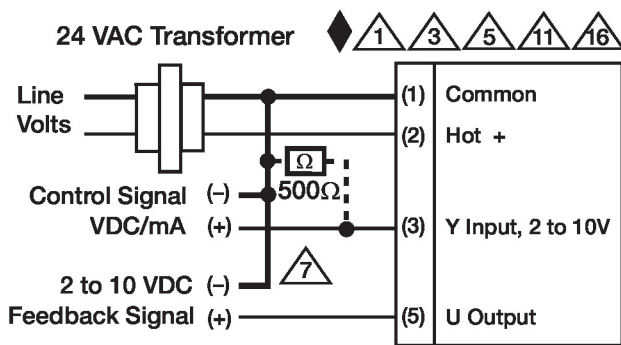 24 VAC Transformer
1 3 5 11 16
Line
Volts
(1) Common
(2) Hot +
Ω
500Ω
Control Signal (–)
VDC/mA (+)
(3) Y Input, 2 to 10V
7
2 to 10 VDC (–)
Feedback Signal (+)
(5) U Output